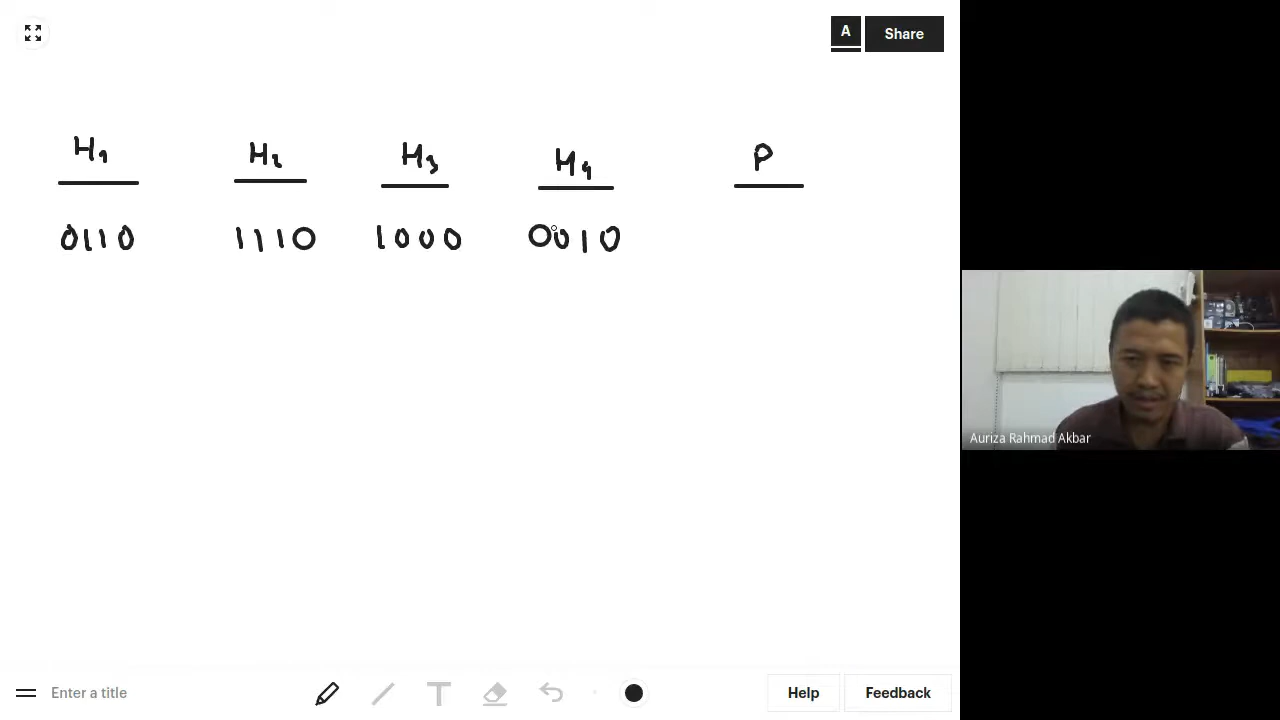 A Share
H1 H2 H3 H4 P
0110 1110 1000 0010
Auriza Rahmad Akbar
Enter a title T Help Feedback